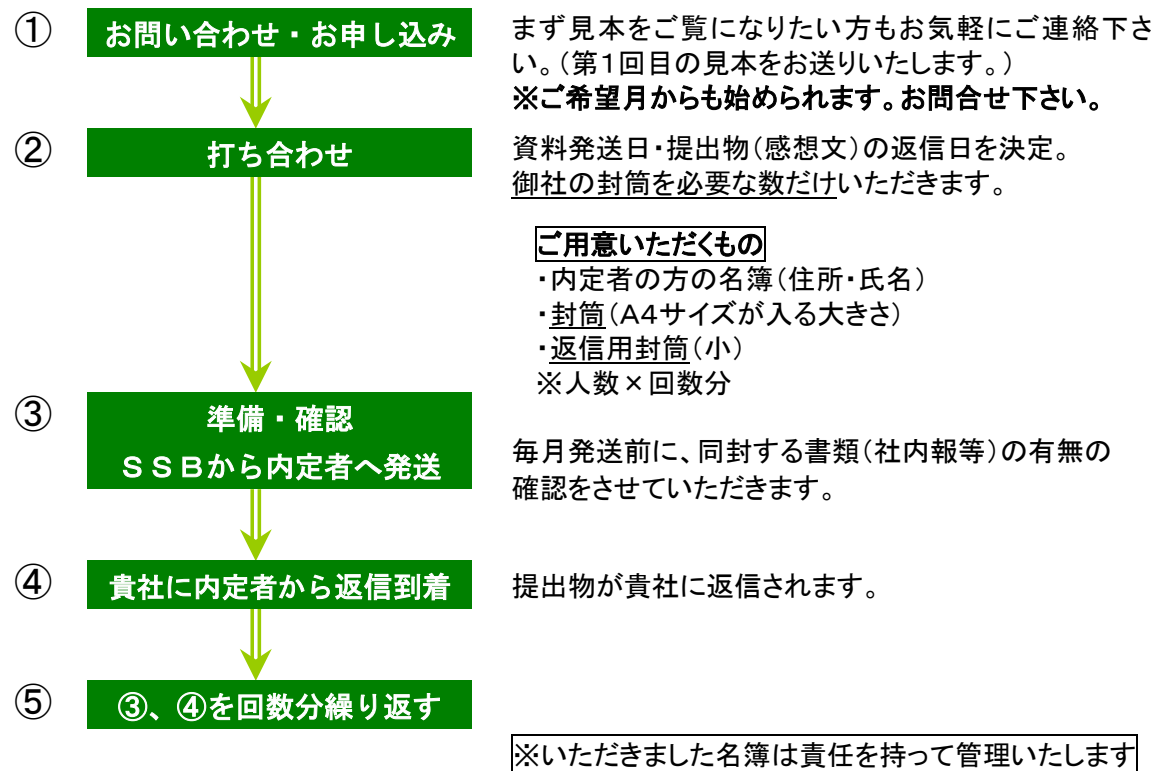 ① お問い合わせ・お申し込み
まず見本をご覧になりたい方もお気軽にご連絡下さ
い。(第1回目の見本をお送りいたします。)
※ご希望月からも始められます。お問合せ下さい。
② 打ち合わせ
資料発送日・提出物(感想文)の返信日を決定。
御社の封筒を必要な数だけいただきます。
ご用意いただくもの
・内定者の方の名簿(住所・氏名)
・封筒(A4サイズが入る大きさ)
・返信用封筒(小)
※人数×回数分
③ 準備・確認
SSBから内定者へ発送
毎月発送前に、同封する書類(社内報等)の有無の
確認をさせていただきます。
④ 貴社に内定者から返信到着
提出物が貴社に返信されます。
⑤ ③、④を回数分繰り返す
※いただきました名簿は責任を持って管理いたします